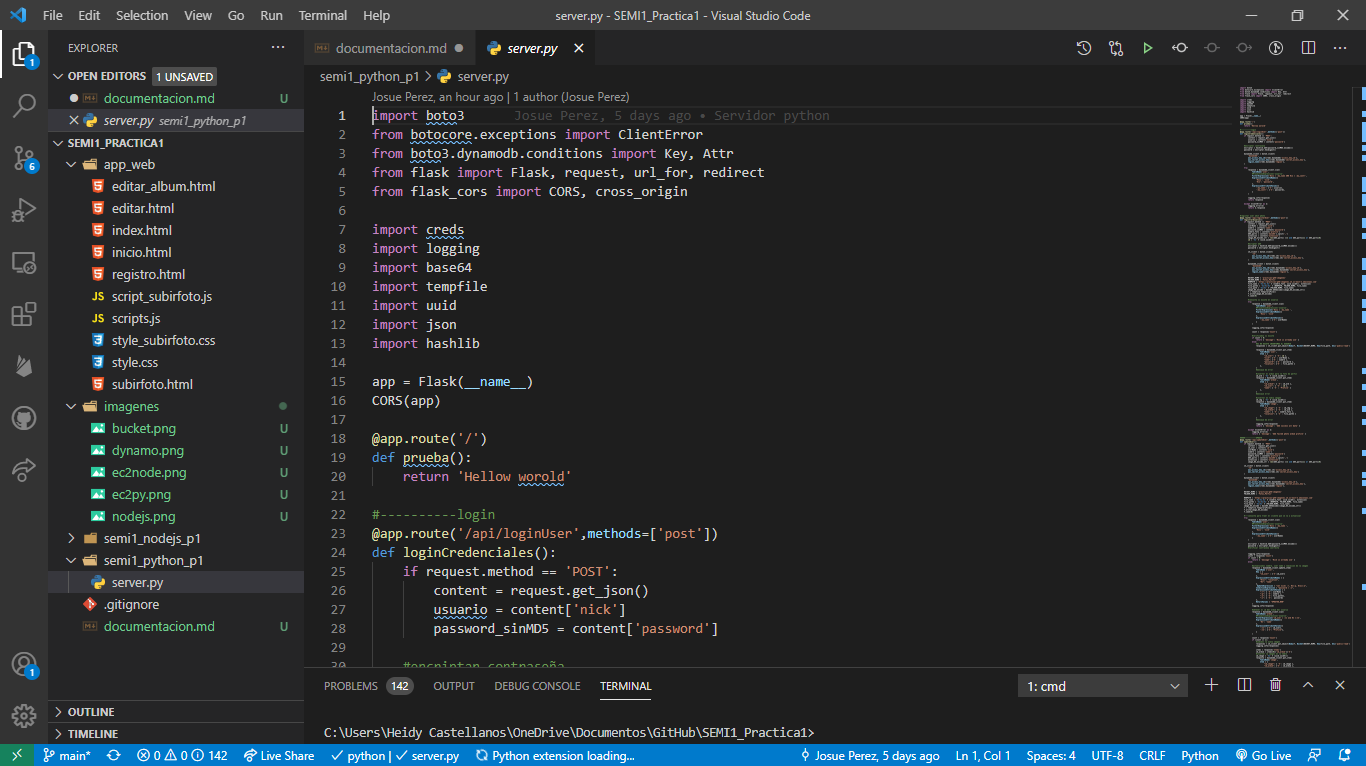 File Edit Selection View Go Run Terminal Help server.py - SEMI1_Practica1 - Visual Studio Code
EXPLORER ...
OPEN EDITORS 1 UNSAVED
documentacion.md U
server.py semi1_python_p1
SEMI1_PRACTICA1
app_web
editar_album.html
editar.html
index.html
inicio.html
registro.html
JS script_subirfoto.js
JS scripts.js
style_subirfoto.css
style.css
subirfoto.html
imagenes
bucket.png U
dynamo.png U
ec2node.png U
ec2py.png U
nodejs.png U
semi1_nodejs_p1
semi1_python_p1
server.py
.gitignore
documentacion.md U
OUTLINE
TIMELINE
1
6
1
documentacion.md
server.py
semi1_python_p1 > server.py
Josue Perez, an hour ago | 1 author (Josue Perez)
1 import boto3 Josue Perez, 5 days ago • Servidor python
2 from botocore.exceptions import ClientError
3 from boto3.dynamodb.conditions import Key, Attr
4 from flask import Flask, request, url_for, redirect
5 from flask_cors import CORS, cross_origin
6
7 import creds
8 import logging
9 import base64
10 import tempfile
11 import uuid
12 import json
13 import hashlib
14
15 app = Flask(__name__)
16 CORS(app)
17
18 @app.route('/')
19 def prueba():
20 return 'Hellow worold'
21
22 #----------login
23 @app.route('/api/loginUser',methods=['post'])
24 def loginCredenciales():
25 if request.method == 'POST':
26 content = request.get_json()
27 usuario = content['nick']
28 password_sinMD5 = content['password']
29
30 #encriptar contraseña
PROBLEMS 142 OUTPUT DEBUG CONSOLE TERMINAL 1: cmd
C:\Users\Heidy Castellanos\OneDrive\Documentos\GitHub\SEMI1_Practica1>
main* 0 0 142 Live Share python | server.py Python extension loading... Josue Perez, 5 days ago Ln 1, Col 1 Spaces: 4 UTF-8 CRLF Python Go Live